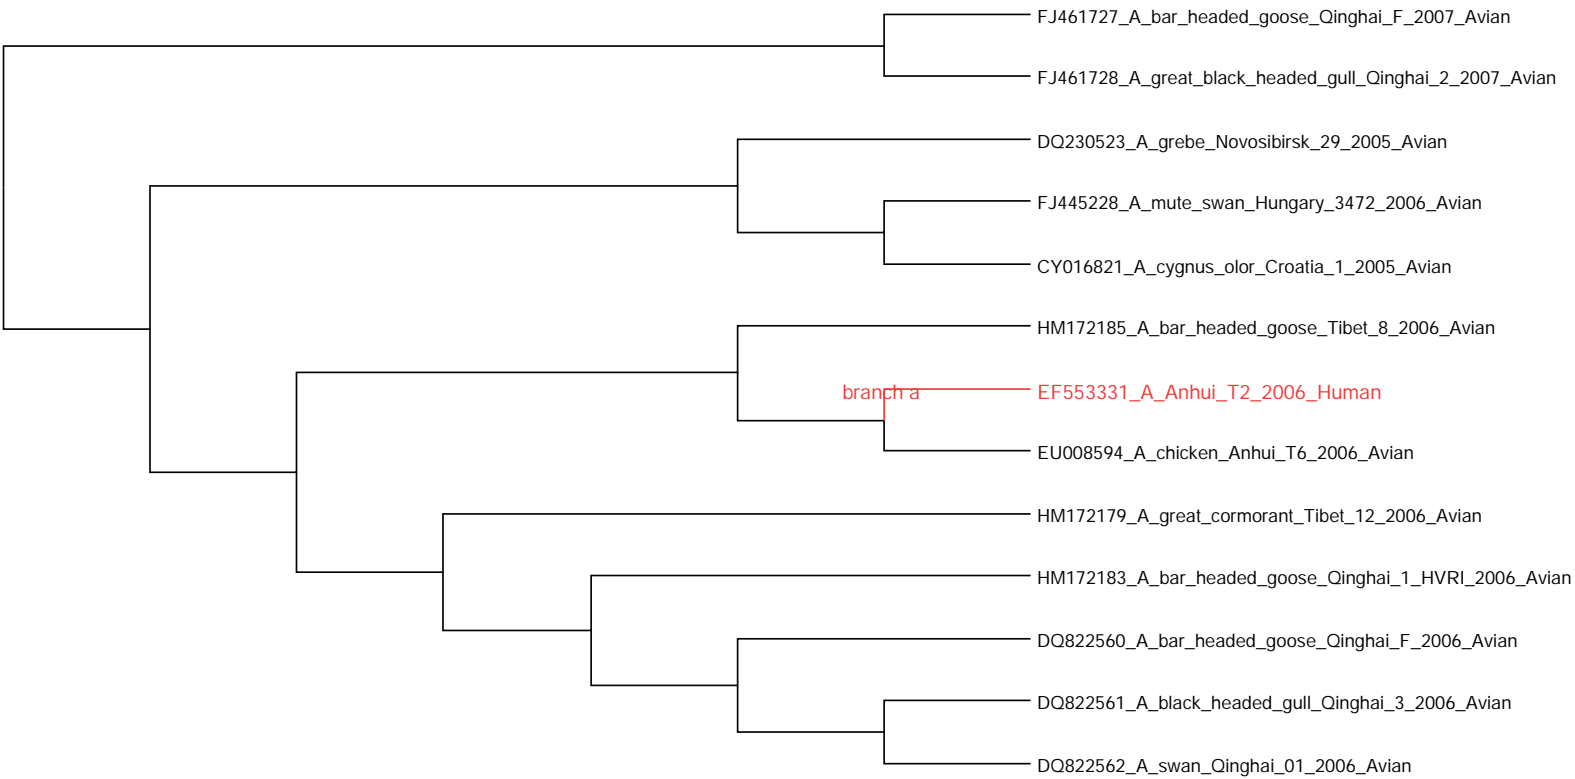 FJ461727_A_bar_headed_goose_Qinghai_F_2007_Avian
FJ461728_A_great_black_headed_gull_Qinghai_2_2007_Avian
DQ230523_A_grebe_Novosibirsk_29_2005_Avian
FJ445228_A_mute_swan_Hungary_3472_2006_Avian
CY016821_A_cygnus_olor_Croatia_1_2005_Avian
HM172185_A_bar_headed_goose_Tibet_8_2006_Avian
branch a EF553331_A_Anhui_T2_2006_Human
EU008594_A_chicken_Anhui_T6_2006_Avian
HM172179_A_great_cormorant_Tibet_12_2006_Avian
HM172183_A_bar_headed_goose_Qinghai_1_HVRI_2006_Avian
DQ822560_A_bar_headed_goose_Qinghai_F_2006_Avian
DQ822561_A_black_headed_gull_Qinghai_3_2006_Avian
DQ822562_A_swan_Qinghai_01_2006_Avian